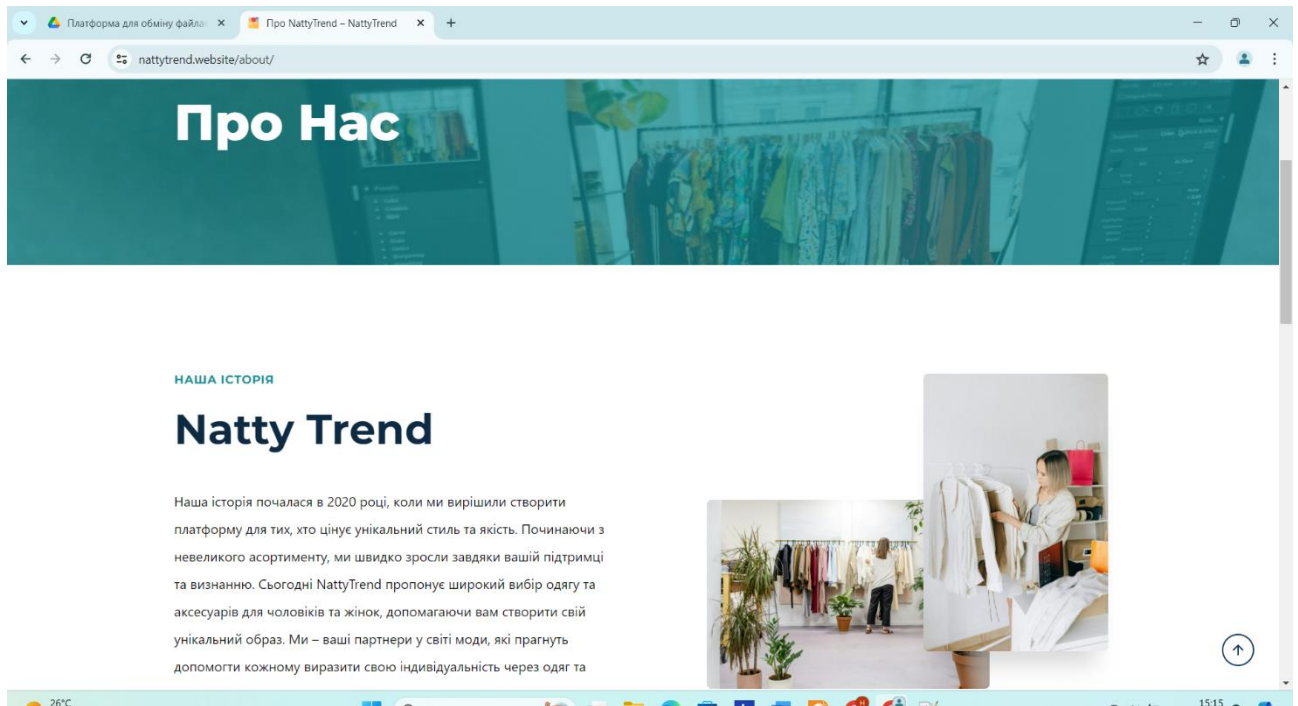 Платформа для обміну файла
Про NattyTrend – NattyTrend
nattytrend.website/about/
Про Нас
НАША ІСТОРІЯ
Natty Trend
Наша історія почалася в 2020 році, коли ми вирішили створити
платформу для тих, хто цінує унікальний стиль та якість. Починаючи з
невеликого асортименту, ми швидко зросли завдяки вашій підтримці
та визнанню. Сьогодні NattyTrend пропонує широкий вибір одягу та
аксесуарів для чоловіків та жінок, допомагаючи вам створити свій
унікальний образ. Ми – ваші партнери у світі моди, які прагнуть
допомогти кожному виразити свою індивідуальність через одяг та
26°C
15:15